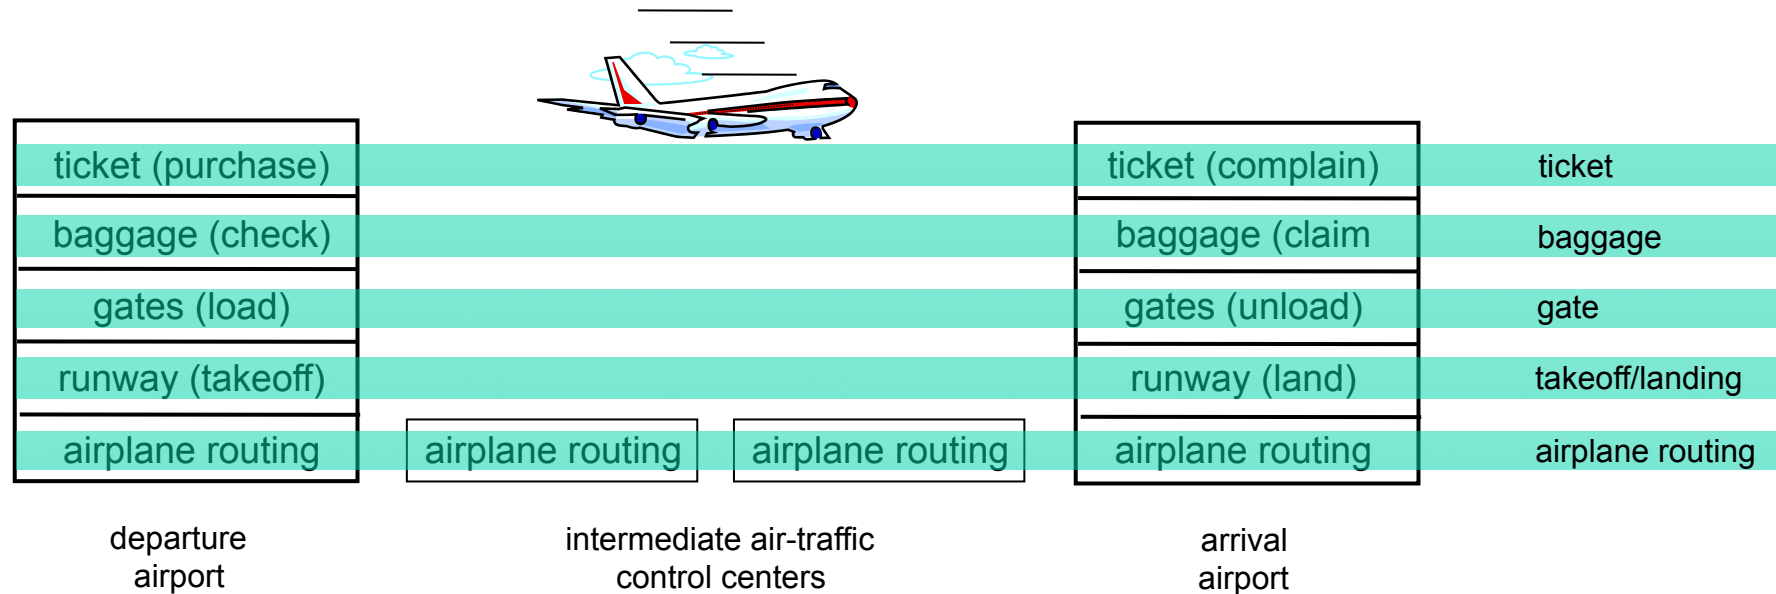 ticket (purchase) ticket (complain) ticket
baggage (check) baggage (claim baggage
gates (load) gates (unload) gate
runway (takeoff) runway (land) takeoff/landing
airplane routing airplane routing airplane routing airplane routing airplane routing
departure
airport
intermediate air-traffic
control centers
arrival
airport